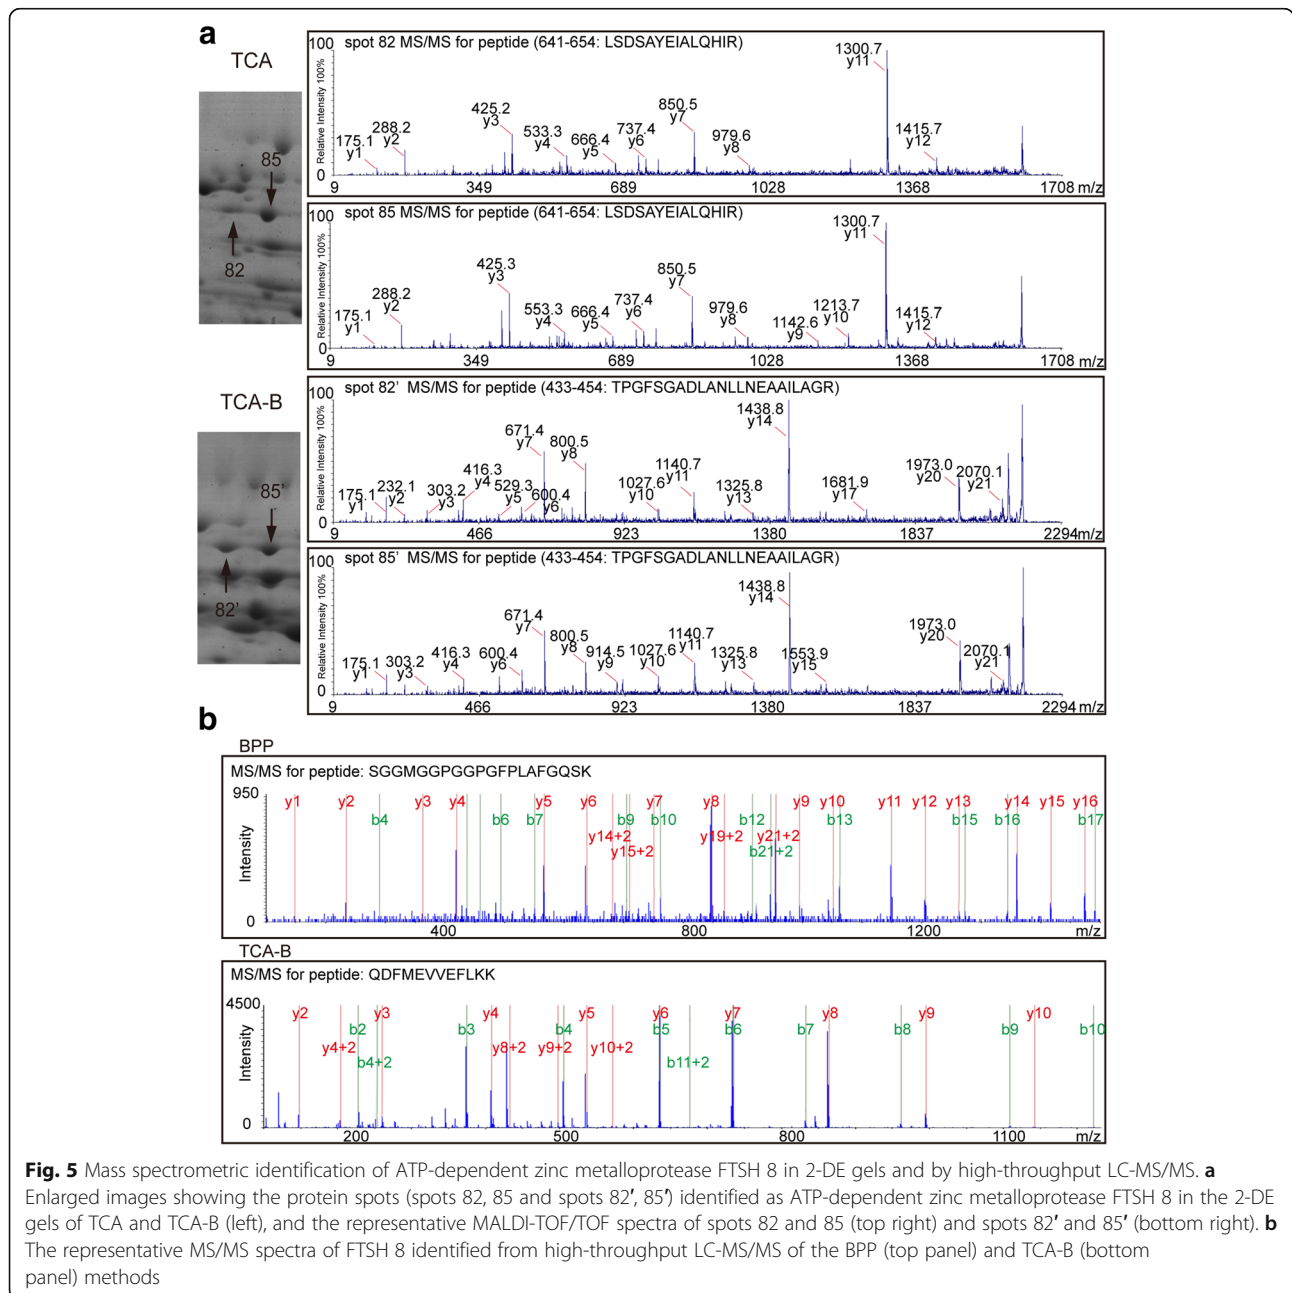 a
TCA
85
82
spot 82 MS/MS for peptide (641-654: LSDSAYEIALQHIR)
Relative Intensity 100%
100
0
175.1 y1
288.2 y2
425.2 y3
533.3 y4
666.4 y5
737.4 y6
850.5 y7
979.6 y8
1300.7 y11
1415.7 y12
9 349 689 1028 1368 1708 m/z
spot 85 MS/MS for peptide (641-654: LSDSAYEIALQHIR)
Relative Intensity 100%
100
0
175.1 y1
288.2 y2
425.3 y3
553.3 y4
666.4 y5
737.4 y6
850.5 y7
979.6 y8
1142.6 y9
1213.7 y10
1300.7 y11
1415.7 y12
9 349 689 1028 1368 1708 m/z
TCA-B
85’
82’
spot 82’ MS/MS for peptide (433-454: TPGFSGADLANLLNEAAILAGR)
Relative Intensity 100%
100
0
175.1 y1
232.1 y2
303.2 y3
416.3 y4
529.3 y5
600.4 y6
671.4 y7
800.5 y8
1027.6 y10
1140.7 y11
1325.8 y13
1438.8 y14
1681.9 y17
1973.0 y20
2070.1 y21
9 466 923 1380 1837 2294m/z
spot 85’ MS/MS for peptide (433-454: TPGFSGADLANLLNEAAILAGR)
Relative Intensity 100%
100
0
175.1 y1
303.2 y3
416.3 y4
600.4 y6
671.4 y7
800.5 y8
914.5 y9
1027.6 y10
1140.7 y11
1325.8 y13
1438.8 y14
1553.9 y15
1973.0 y20
2070.1 y21
9 466 923 1380 1837 2294 m/z
b
BPP
MS/MS for peptide: SGGMGGPGGPGFPLAFGQSK
950
Intensity
0
y1 y2 y3 y4 y5 y6 y7 y8 y9 y10 y11 y12 y13 y14 y15 y16
b4 b6 b7 b9 b10 b12 b13 b15 b16 b17
y14+2 y19+2 y21+2
y15+2 b21+2
400 800 1200 m/z
TCA-B
MS/MS for peptide: QDFMEVVEFLKK
4500
Intensity
0
y2 y3 y4 y5 y6 y7 y8 y9 y10
b2 b3 b4 b5 b6 b7 b8 b9 b10
y4+2 y8+2 y9+2 y10+2
b4+2 b11+2
200 500 800 1100 m/z
Fig. 5 Mass spectrometric identification of ATP-dependent zinc metalloprotease FTSH 8 in 2-DE gels and by high-throughput LC-MS/MS. a
Enlarged images showing the protein spots (spots 82, 85 and spots 82′, 85′) identified as ATP-dependent zinc metalloprotease FTSH 8 in the 2-DE
gels of TCA and TCA-B (left), and the representative MALDI-TOF/TOF spectra of spots 82 and 85 (top right) and spots 82′ and 85′ (bottom right). b
The representative MS/MS spectra of FTSH 8 identified from high-throughput LC-MS/MS of the BPP (top panel) and TCA-B (bottom
panel) methods